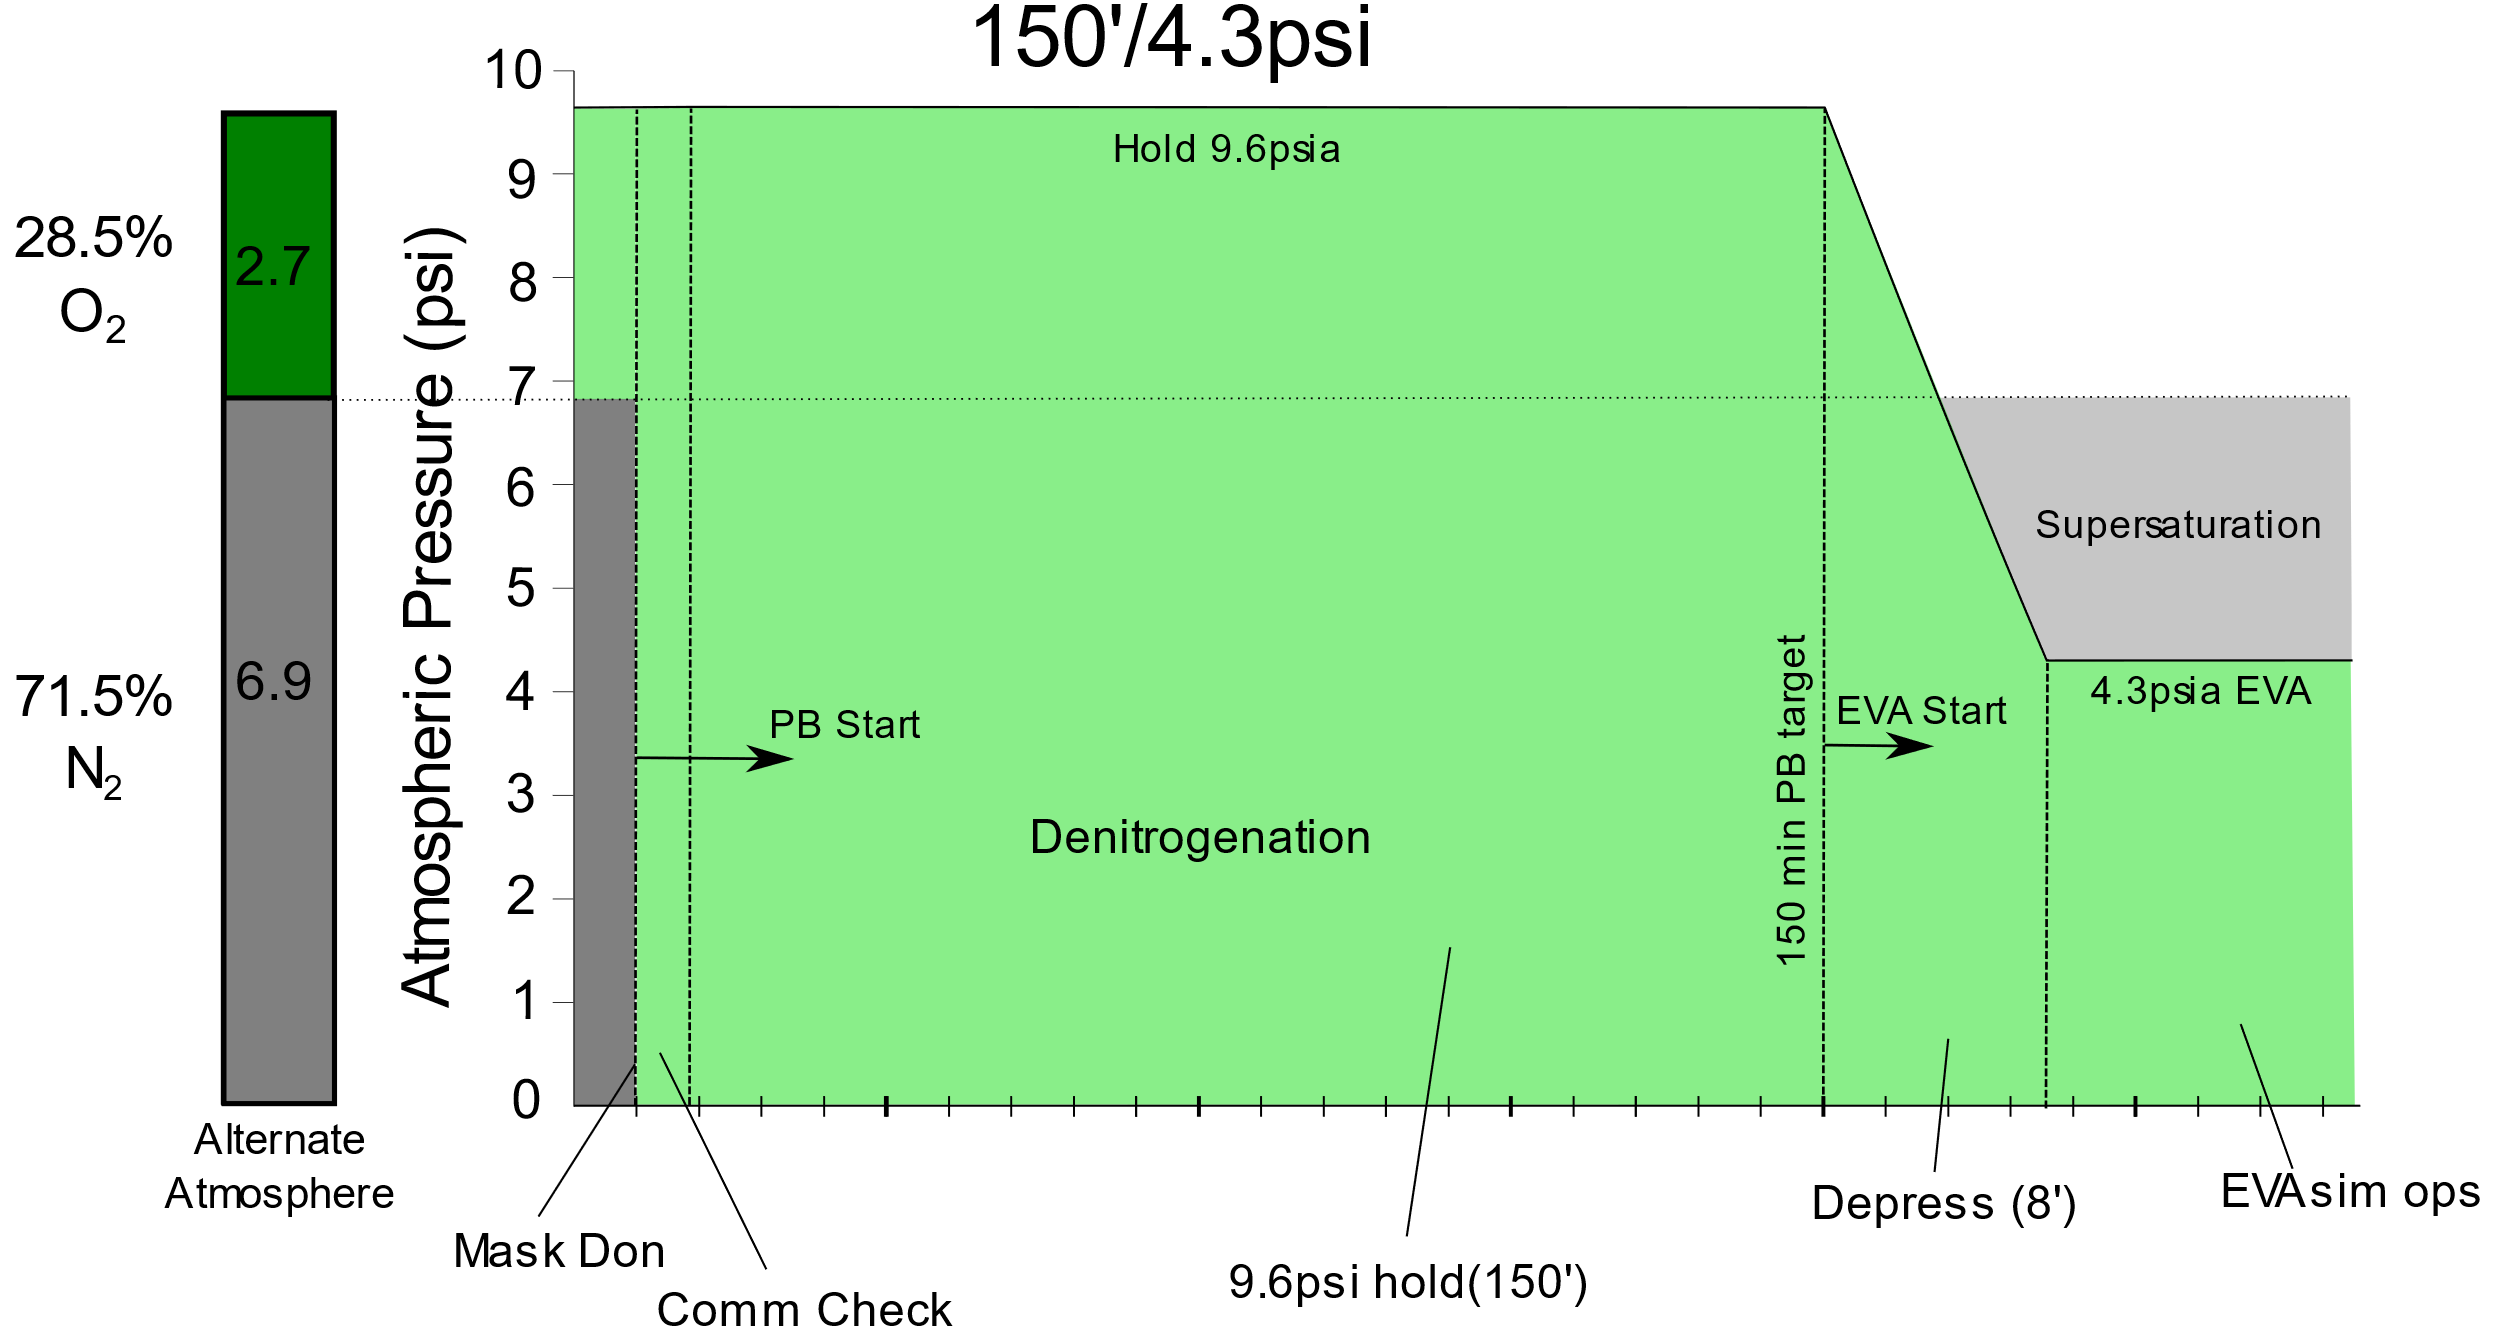 150'/4.3psi
10
9
8
7
6
5
4
3
2
1
0
Atmospheric Pressure (psi)
28.5%
O₂
2.7
71.5%
N₂
6.9
Alternate
Atmosphere
Hold 9.6psia
Supersaturation
4.3psia EVA
PB Start
150 min PB target
EVA Start
Denitrogenation
Mask Don
Comm Check
9.6psi hold(150')
Depress (8')
EVA sim ops